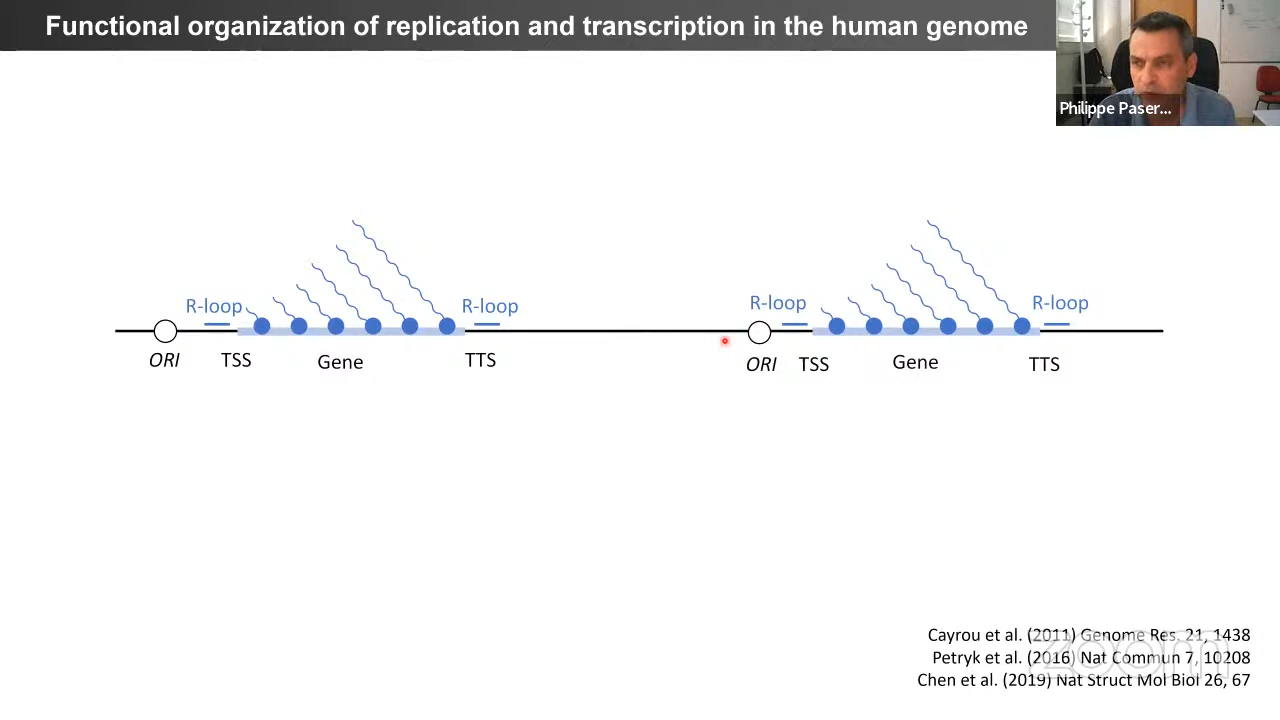 Functional organization of replication and transcription in the human genome
Philippe Paser...
R-loop R-loop R-loop R-loop
ORI TSS Gene TTS ORI TSS Gene TTS
Cayrou et al. (2011) Genome Res. 21, 1438
Petryk et al. (2016) Nat Commun 7, 10208
Chen et al. (2019) Nat Struct Mol Biol 26, 67
zoom